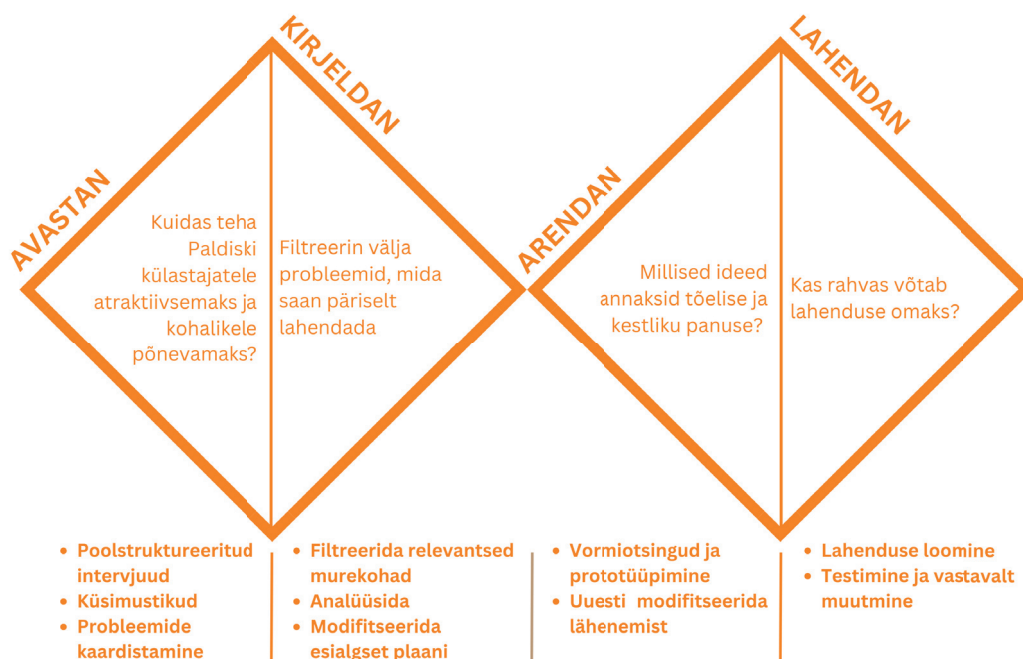 AVASTAN
Kuidas teha
Paldiski
külastajatele
atraktiivsemaks ja
kohalikele
põnevamaks?
KIRJELDAN
Filtreerin välja
probleemid, mida
saan päriselt
lahendada
ARENDAN
Millised ideed
annaksid tõelise ja
kestliku panuse?
LAHENDAN
Kas rahvas võtab
lahenduse omaks?
• Poolstruktureeritud
intervjuud
• Küsimustikud
• Probleemide
kaardistamine
• Filtreerida relevantsed
murekohad
• Analüüsida
• Modifitseerida
esialgset plaani
• Vormiotsingud ja
prototüüpimine
• Uuesti modifitseerida
lähenemist
• Lahenduse loomine
• Testimine ja vastavalt
muutmine